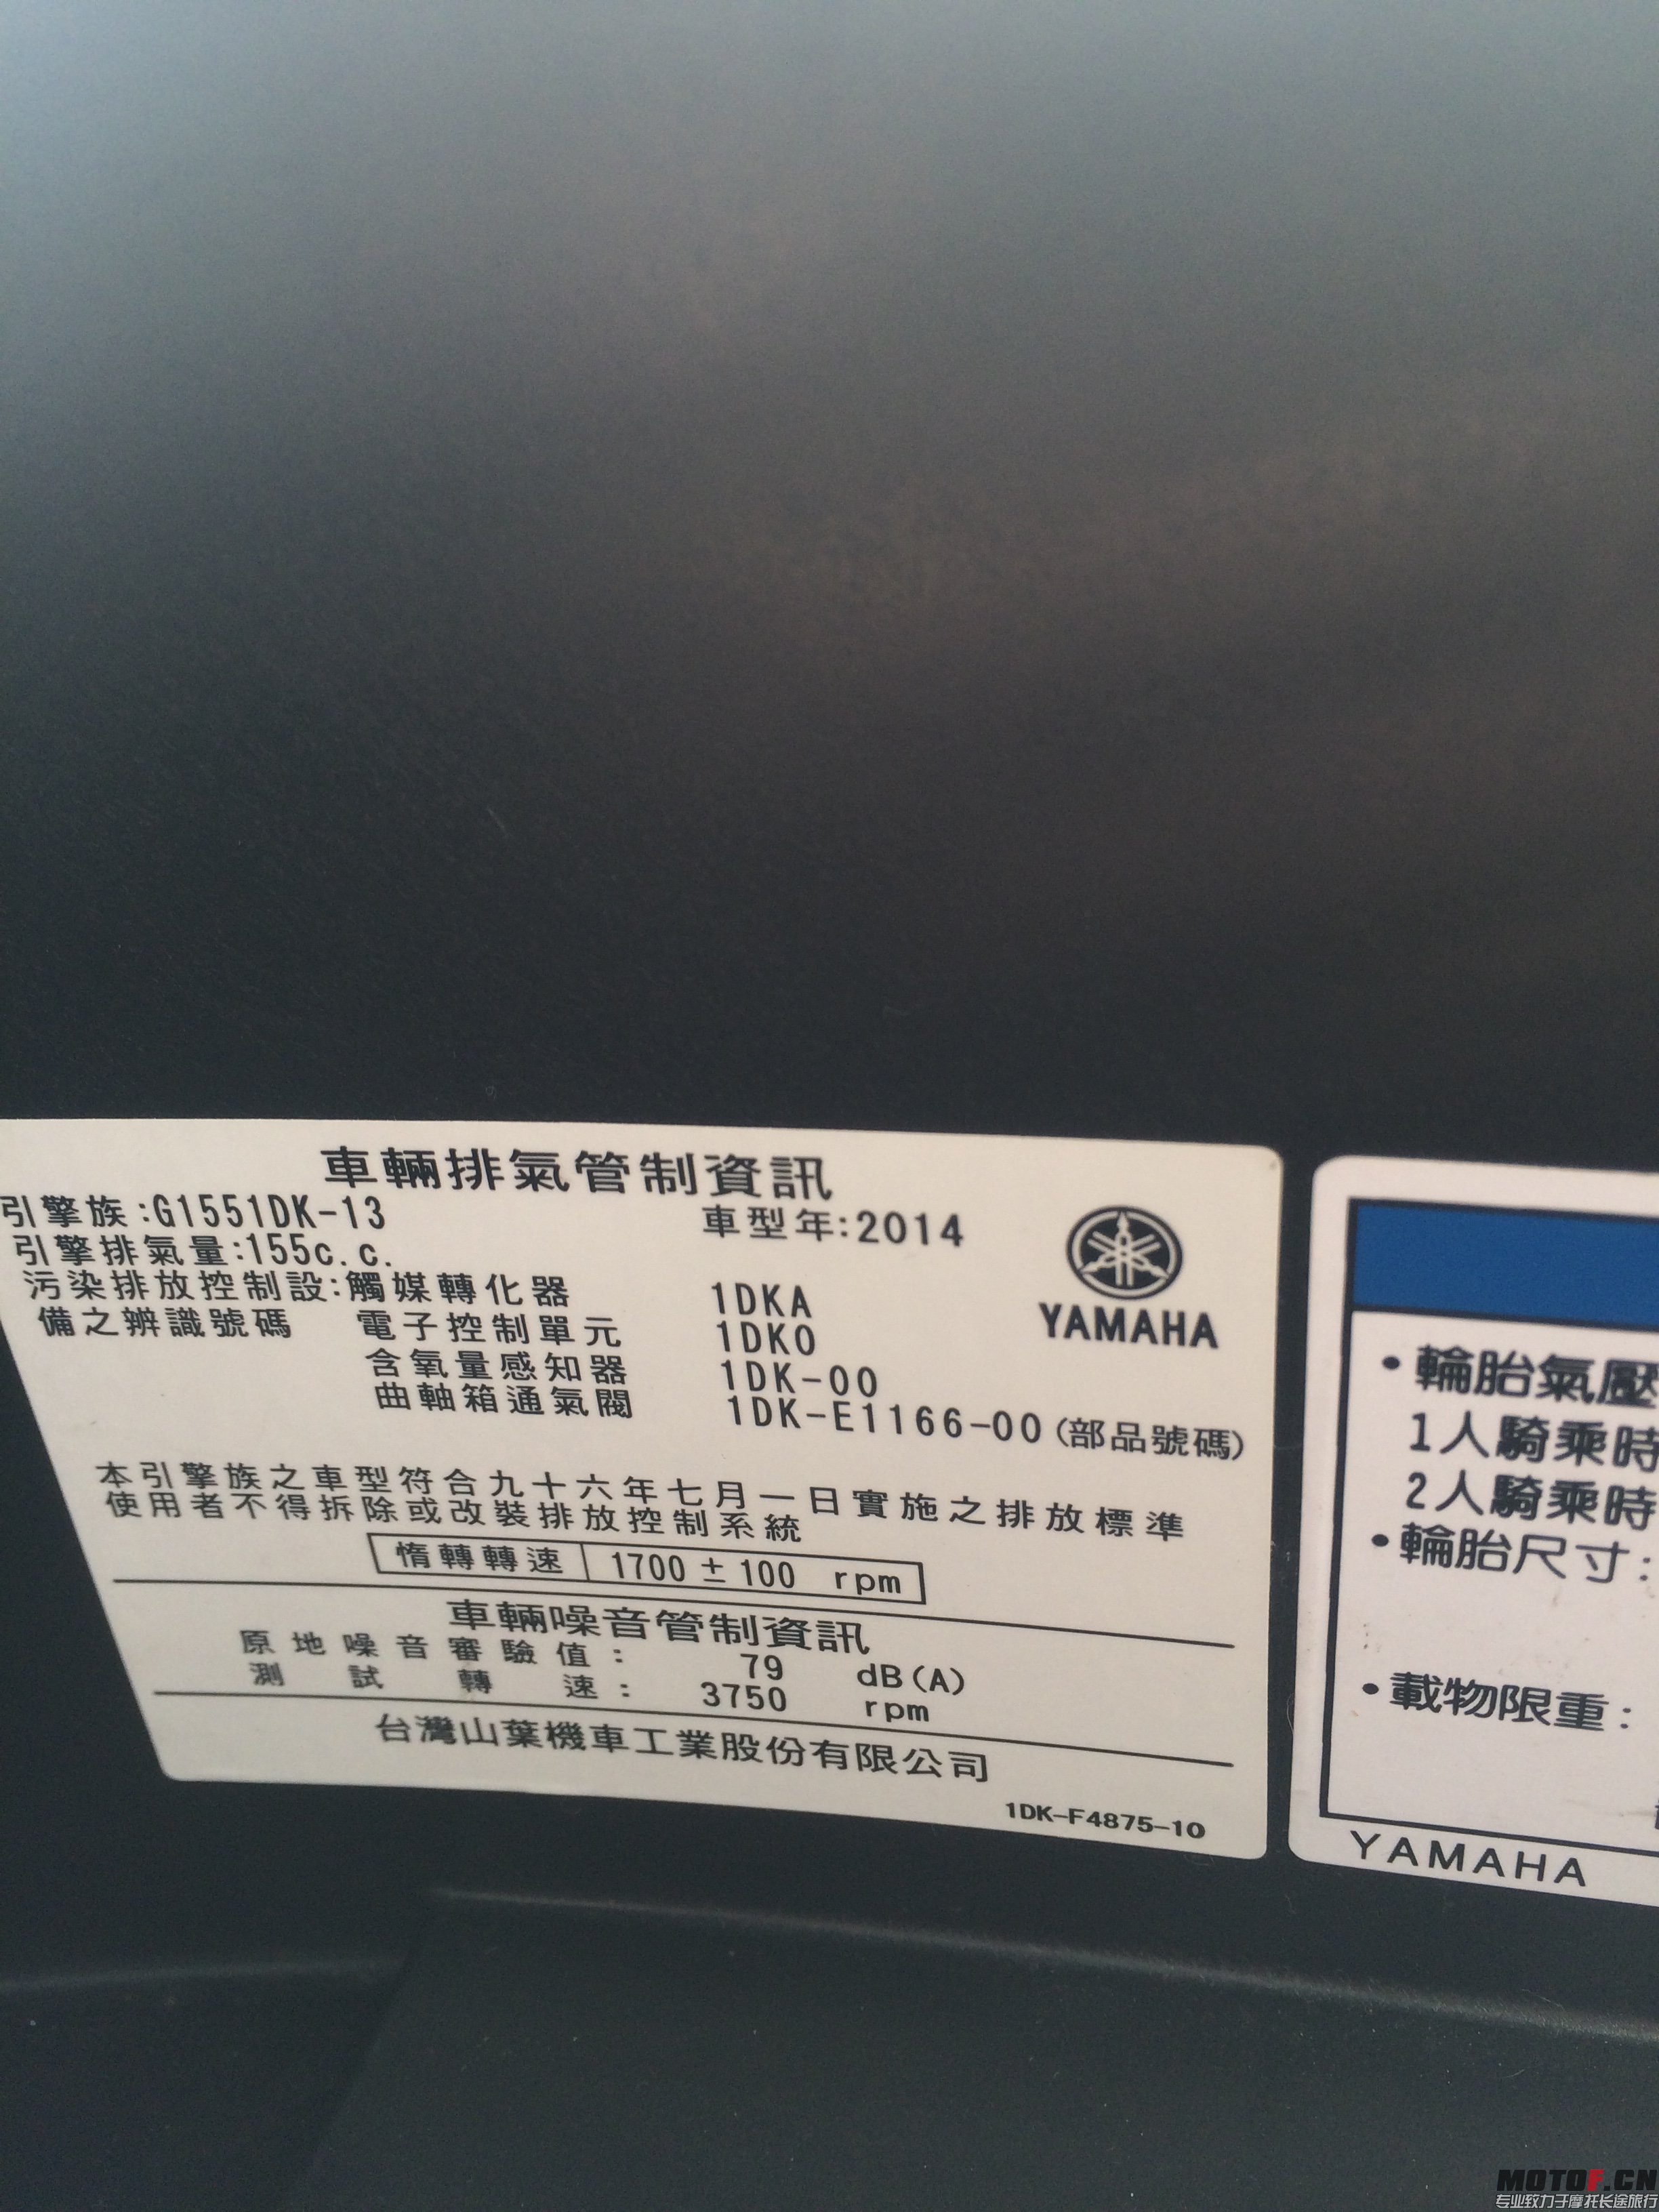 車輛排氣管制資訊
引擎族:G1551DK-13 車型年:2014
引擎排氣量:155c.c.
污染排放控制設:觸媒轉化器 1DKA
備之辨識號碼 電子控制單元 1DK0
含氧量感知器 1DK-00
曲軸箱通氣閥 1DK-E1166-00(部品號碼)
YAMAHA
本引擎族之車型符合九十六年七月一日實施之排放標準
使用者不得拆除或改裝排放控制系統
惰轉轉速 1700±100 rpm
車輛噪音管制資訊
原地噪音審驗值: 79 dB(A)
測試轉速: 3750 rpm
台灣山葉機車工業股份有限公司
1DK-F4875-10
•輪胎氣壓
1人騎乘時
2人騎乘時
•輪胎尺寸:
•載物限重:
YAMAHA
MOTOF.CN
专业致力于摩托长途旅行